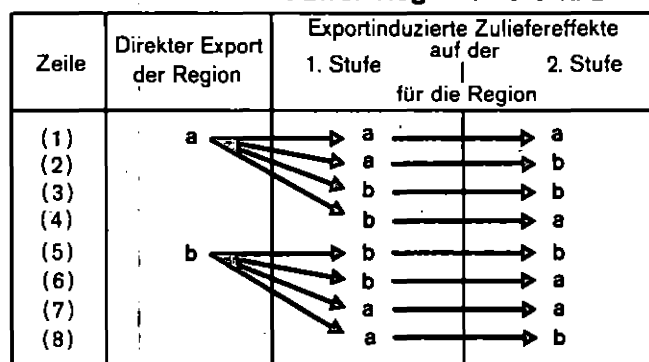 Exportinduzierte Zuliefereffekte
Zeile Direkter Export der Region 1. Stufe auf der 2. Stufe
für die Region
(1) a a a
(2) a b
(3) b b
(4) b a
(5) b b b
(6) b a
(7) a a
(8) a b